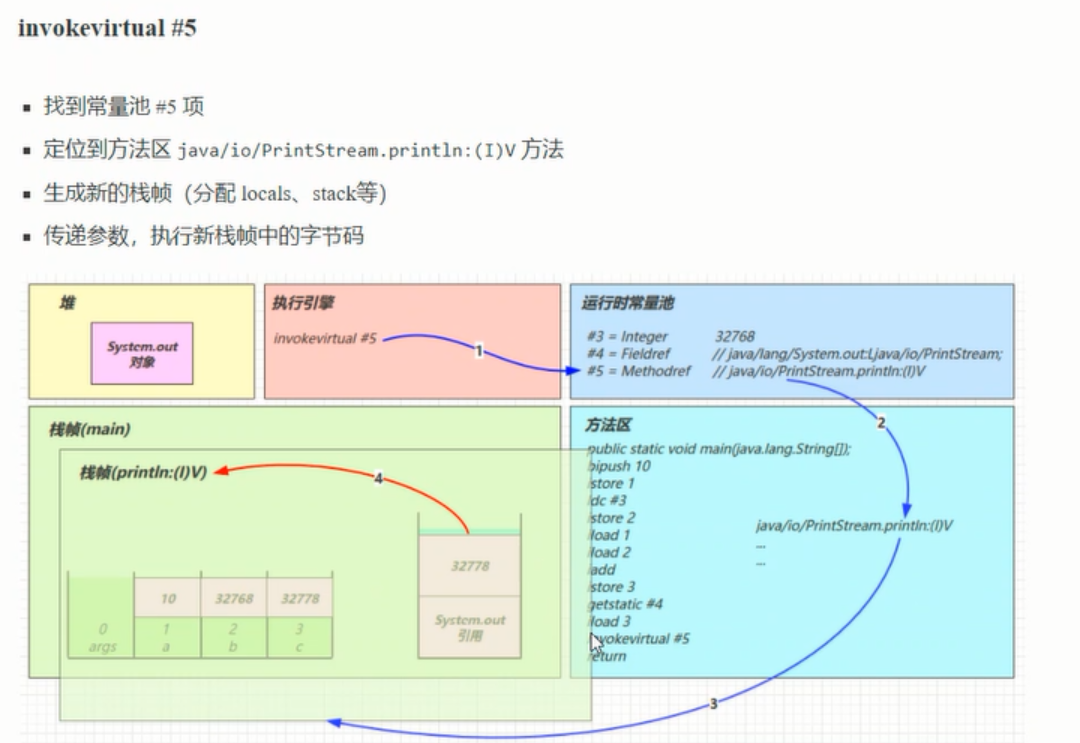 invokevirtual #5
▪ 找到常量池 #5 项
▪ 定位到方法区 java/io/PrintStream.println:(I)V 方法
▪ 生成新的栈帧（分配 locals、stack等）
▪ 传递参数，执行新栈帧中的字节码
堆
System.out
对象
执行引擎
invokevirtual #5
1
运行时常量池
#3 = Integer 32768
#4 = Fieldref // java/lang/System.out:Ljava/io/PrintStream;
#5 = Methodref // java/io/PrintStream.println:(I)V
2
栈帧(main)
栈帧(println:(I)V)
4
10 32768 32778
0 1 2 3
args a b c
32778
System.out
引用
方法区
public static void main(java.lang.String[]);
bipush 10
istore 1
ldc #3
istore 2
iload 1
iload 2
iadd
istore 3
getstatic #4
iload 3
invokevirtual #5
return
java/io/PrintStream.println:(I)V
...
...
3